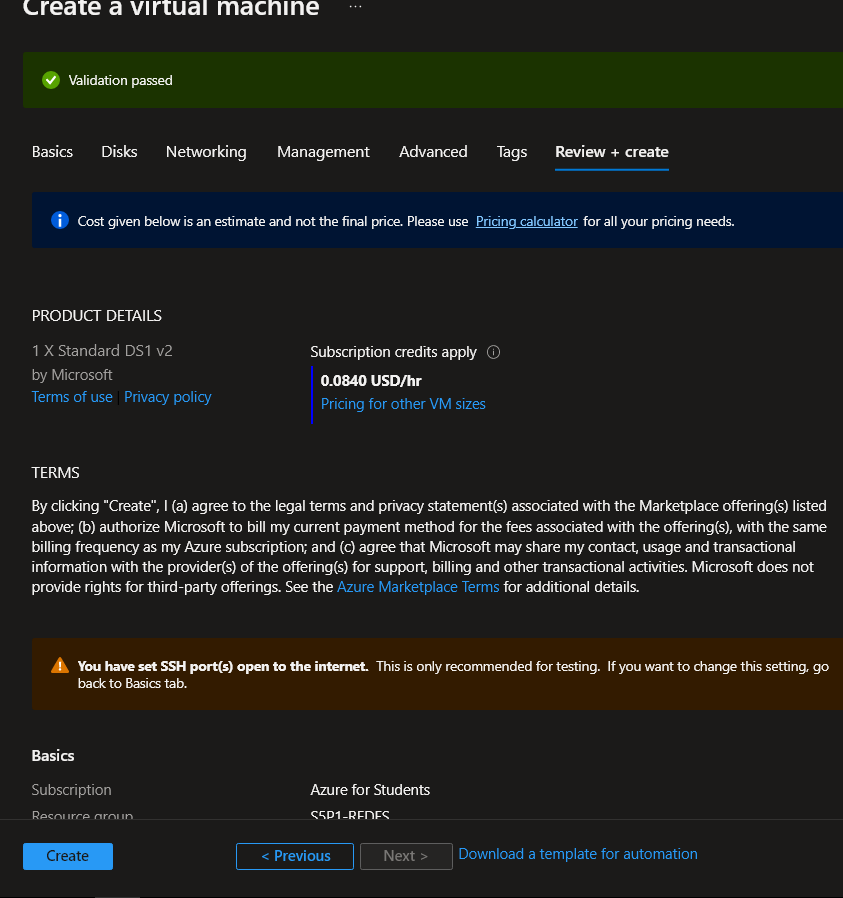 Create a virtual machine ...
Validation passed
Basics Disks Networking Management Advanced Tags Review + create
Cost given below is an estimate and not the final price. Please use Pricing calculator for all your pricing needs.
PRODUCT DETAILS
1 X Standard DS1 v2
by Microsoft
Terms of use | Privacy policy
Subscription credits apply
0.0840 USD/hr
Pricing for other VM sizes
TERMS
By clicking "Create", I (a) agree to the legal terms and privacy statement(s) associated with the Marketplace offering(s) listed
above; (b) authorize Microsoft to bill my current payment method for the fees associated with the offering(s), with the same
billing frequency as my Azure subscription; and (c) agree that Microsoft may share my contact, usage and transactional
information with the provider(s) of the offering(s) for support, billing and other transactional activities. Microsoft does not
provide rights for third-party offerings. See the Azure Marketplace Terms for additional details.
You have set SSH port(s) open to the internet. This is only recommended for testing. If you want to change this setting, go
back to Basics tab.
Basics
Subscription Azure for Students
Resource group S5P1-REDES
Create < Previous Next > Download a template for automation